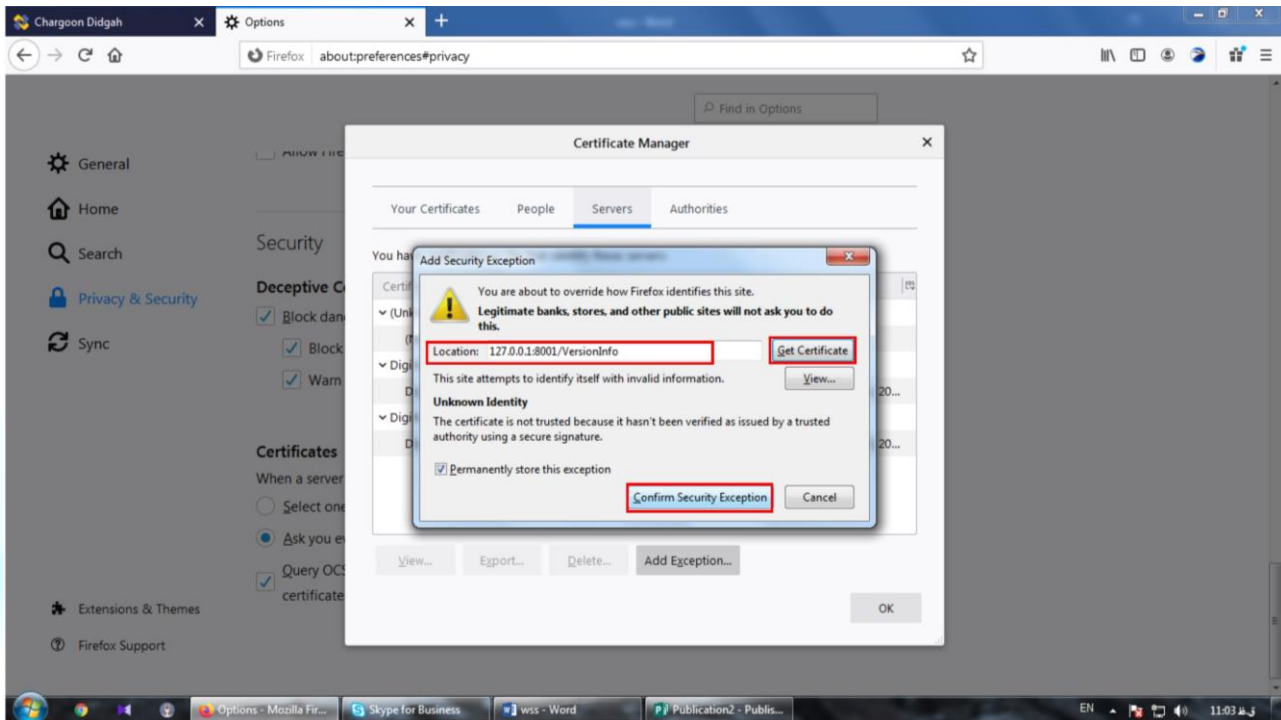 Chargoon Didgah
Options
Firefox about:preferences#privacy
Find in Options
General
Home
Search
Privacy & Security
Sync
Extensions & Themes
Firefox Support
Security
Deceptive C
Block dan
Block
Warn
Certificates
When a server
Select one
Ask you e
Query OCS
certificate
Certificate Manager
Your Certificates People Servers Authorities
You ha
Certif
(Unk
Digi
D 20...
Digi
D 20...
Add Security Exception
You are about to override how Firefox identifies this site.
Legitimate banks, stores, and other public sites will not ask you to do
this.
Location: 127.0.0.1:8001/VersionInfo Get Certificate
This site attempts to identify itself with invalid information. View...
Unknown Identity
The certificate is not trusted because it hasn't been verified as issued by a trusted
authority using a secure signature.
Permanently store this exception
Confirm Security Exception Cancel
View... Export... Delete... Add Exception...
OK
Options - Mozilla Fir... Skype for Business wss - Word Publication2 - Publis... EN 11:03 ق.ظ